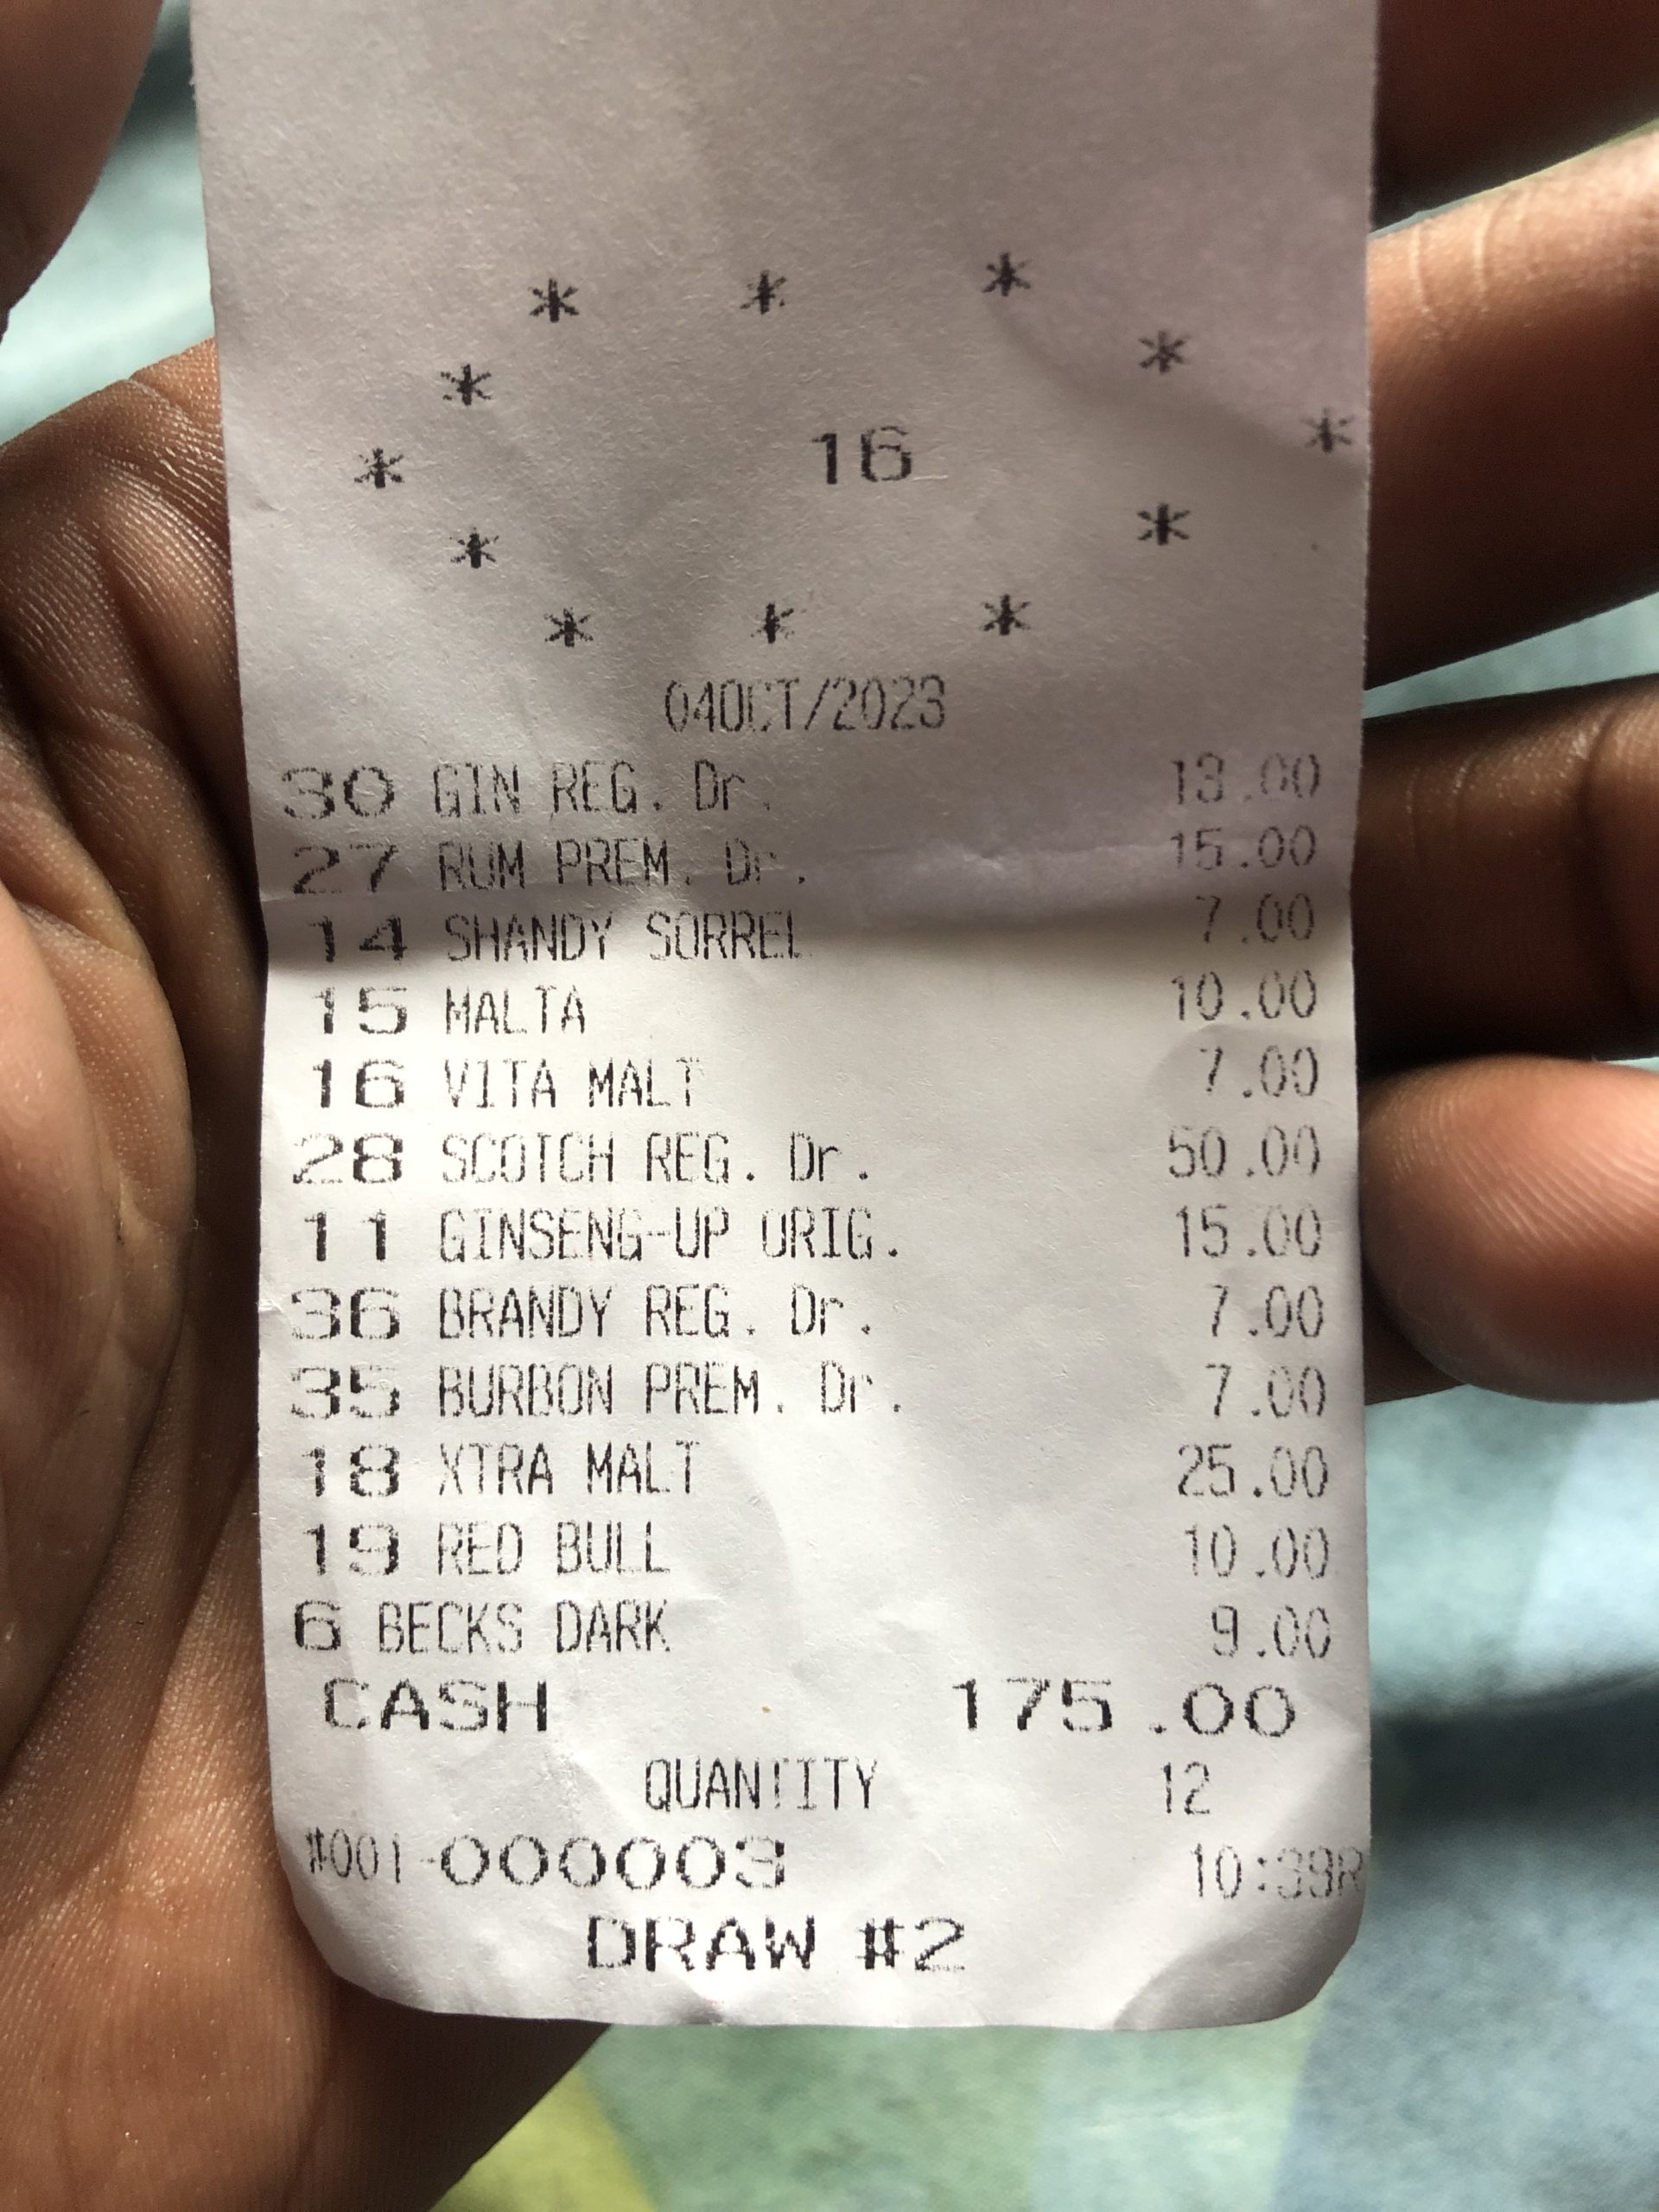 * * *
* *
* 16 *
* *
* * *
04OCT/2023
30 GIN REG. Dr. 13.00
27 RUM PREM. Dr. 15.00
14 SHANDY SORREL 7.00
15 MALTA 10.00
16 VITA MALT 7.00
28 SCOTCH REG. Dr. 50.00
11 GINSENG-UP ORIG. 15.00
36 BRANDY REG. Dr. 7.00
35 BURBON PREM. Dr. 7.00
18 XTRA MALT 25.00
19 RED BULL 10.00
6 BECKS DARK 9.00
CASH 175.00
QUANTITY 12
#001-000003 10:39R
DRAW #2